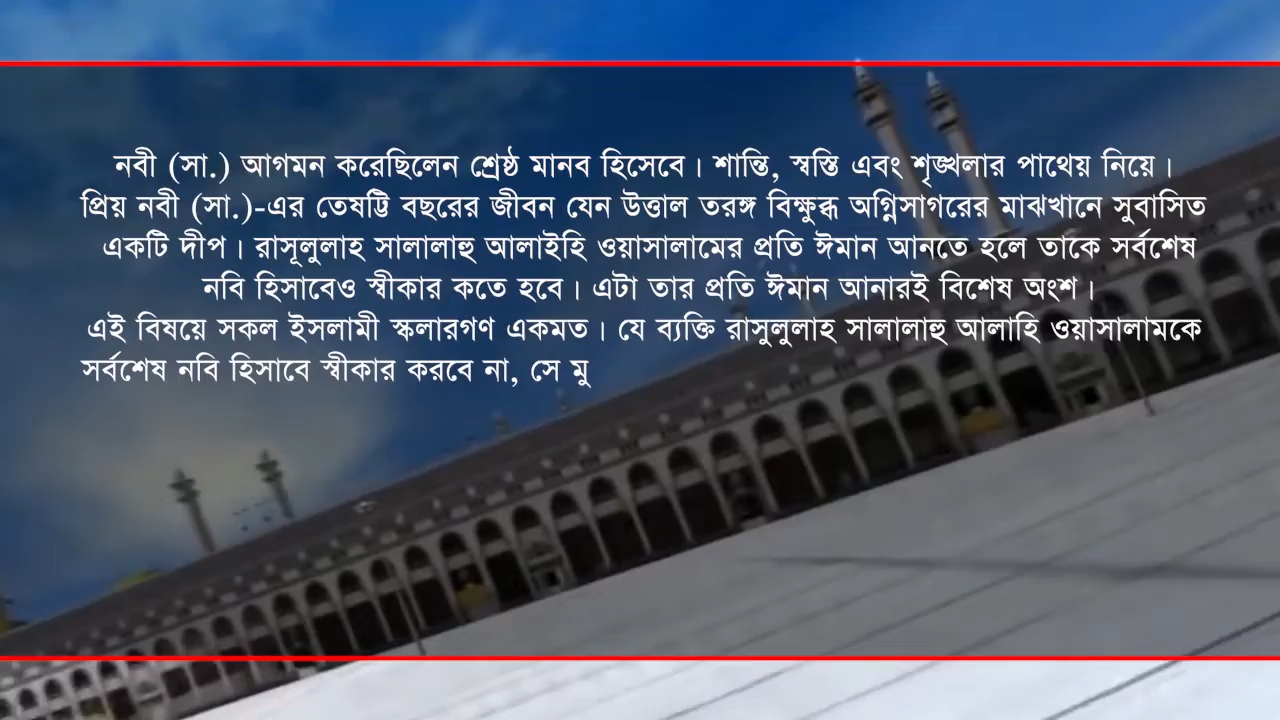 নবী (সা.) আগমন করেছিলেন শ্রেষ্ঠ মানব হিসেবে। শান্তি, স্বস্তি এবং শৃঙ্খলার পাথেয় নিয়ে।
প্রিয় নবী (সা.)-এর তেষট্টি বছরের জীবন যেন উত্তাল তরঙ্গ বিক্ষুব্ধ অগ্নিসাগরের মাঝখানে সুবাসিত
একটি দীপ। রাসূলুলাহ সালালাহু আলাইহি ওয়াসালামের প্রতি ঈমান আনতে হলে তাকে সর্বশেষ
নবি হিসাবেও স্বীকার কতে হবে। এটা তার প্রতি ঈমান আনারই বিশেষ অংশ।
এই বিষয়ে সকল ইসলামী স্কলারগণ একমত। যে ব্যক্তি রাসুলুলাহ সালালাহু আলাহি ওয়াসালামকে
সর্বশেষ নবি হিসাবে স্বীকার করবে না, সে মু